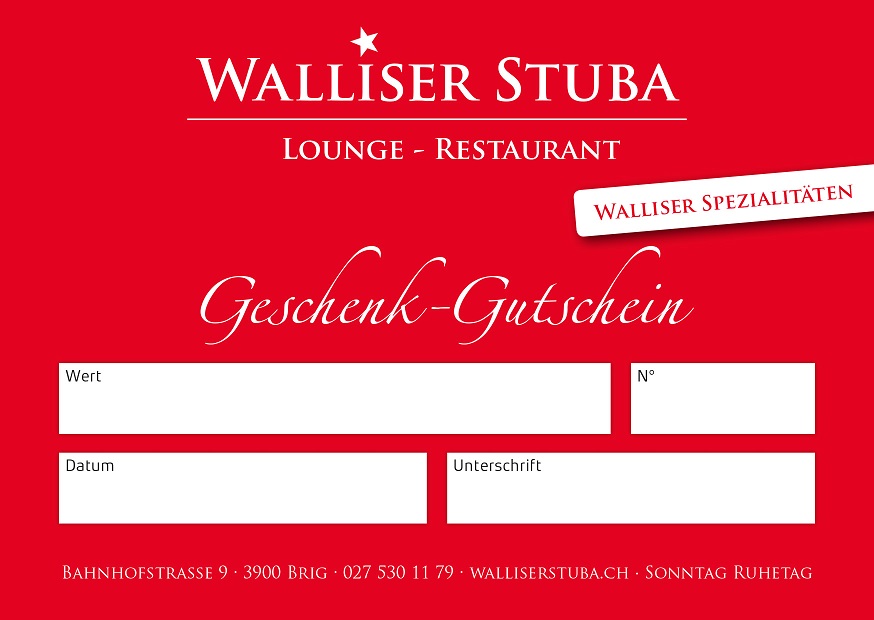 Walliser Stuba
Lounge - Restaurant
Walliser Spezialitäten
Geschenk-Gutschein
Wert
N°
Datum
Unterschrift
Bahnhofstrasse 9 · 3900 Brig · 027 530 11 79 · walliserstuba.ch · Sonntag Ruhetag